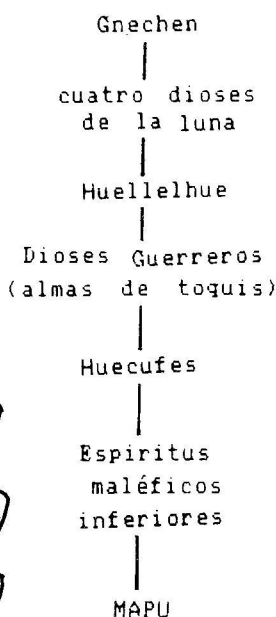 Gnechen
cuatro dioses
de la luna
Huellelhue
Dioses Guerreros
(almas de toquis)
Huecufes
Espiritus
maléficos
inferiores
MAPU